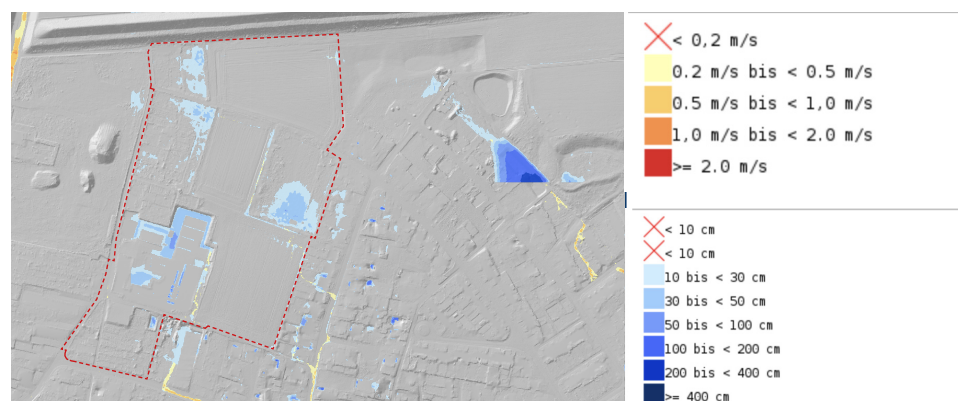 < 0,2 m/s
0.2 m/s bis < 0.5 m/s
0.5 m/s bis < 1,0 m/s
1,0 m/s bis < 2.0 m/s
>= 2.0 m/s
< 10 cm
< 10 cm
10 bis < 30 cm
30 bis < 50 cm
50 bis < 100 cm
100 bis < 200 cm
200 bis < 400 cm
>= 400 cm